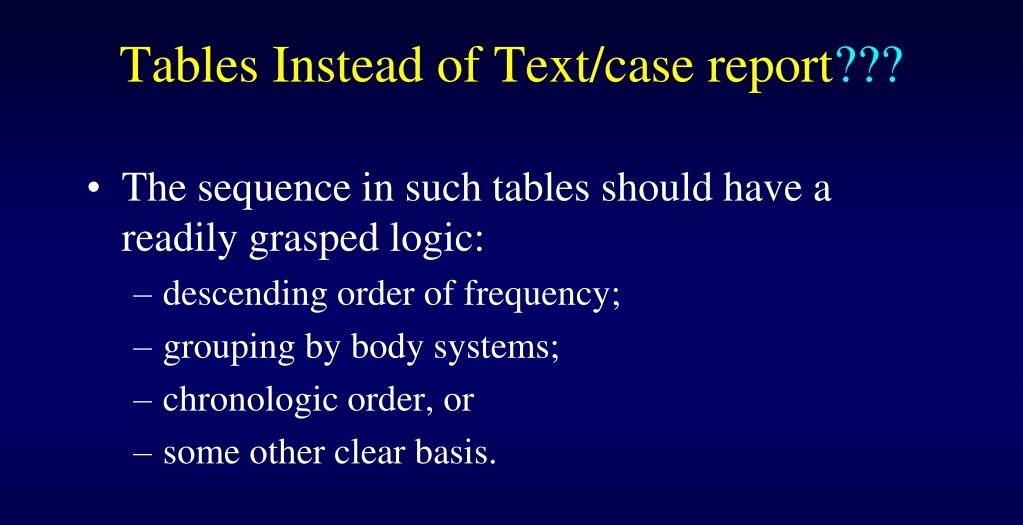 Tables Instead of Text/case report???
• The sequence in such tables should have a
readily grasped logic:
– descending order of frequency;
– grouping by body systems;
– chronologic order, or
– some other clear basis.